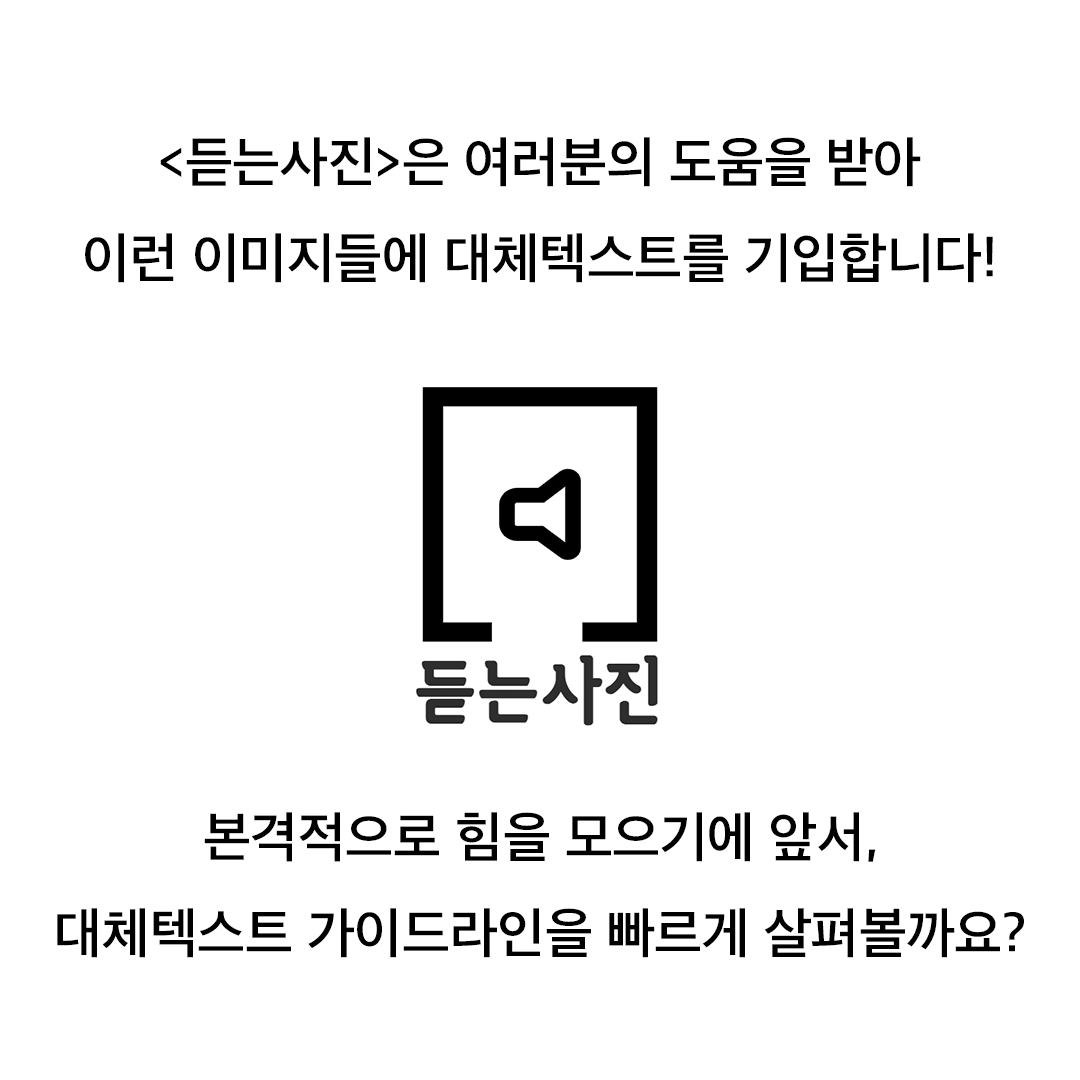 <듣는사진>은 여러분의 도움을 받아
이런 이미지들에 대체텍스트를 기입합니다!
듣는사진
본격적으로 힘을 모으기에 앞서,
대체텍스트 가이드라인을 빠르게 살펴볼까요?